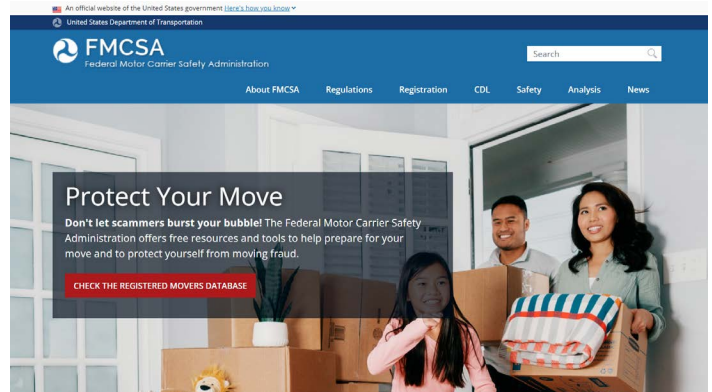 An official website of the United States government Here's how you know
United States Department of Transportation
FMCSA
Federal Motor Carrier Safety Administration
Search
About FMCSA Regulations Registration CDL Safety Analysis News
Protect Your Move
Don't let scammers burst your bubble! The Federal Motor Carrier Safety
Administration offers free resources and tools to help prepare for your
move and to protect yourself from moving fraud.
CHECK THE REGISTERED MOVERS DATABASE